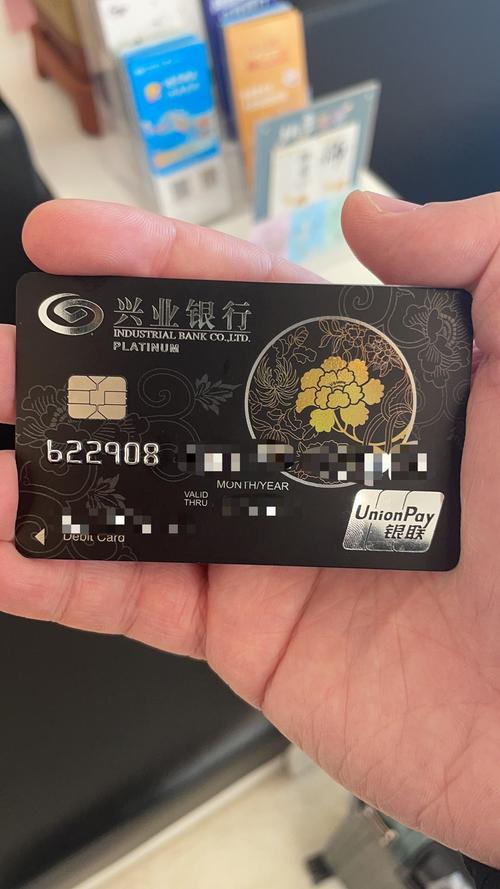 兴业银行
INDUSTRIAL BANK CO.,LTD.
PLATINUM
622908
MONTH/YEAR
VALID
THRU
UnionPay
银联
Debit Card